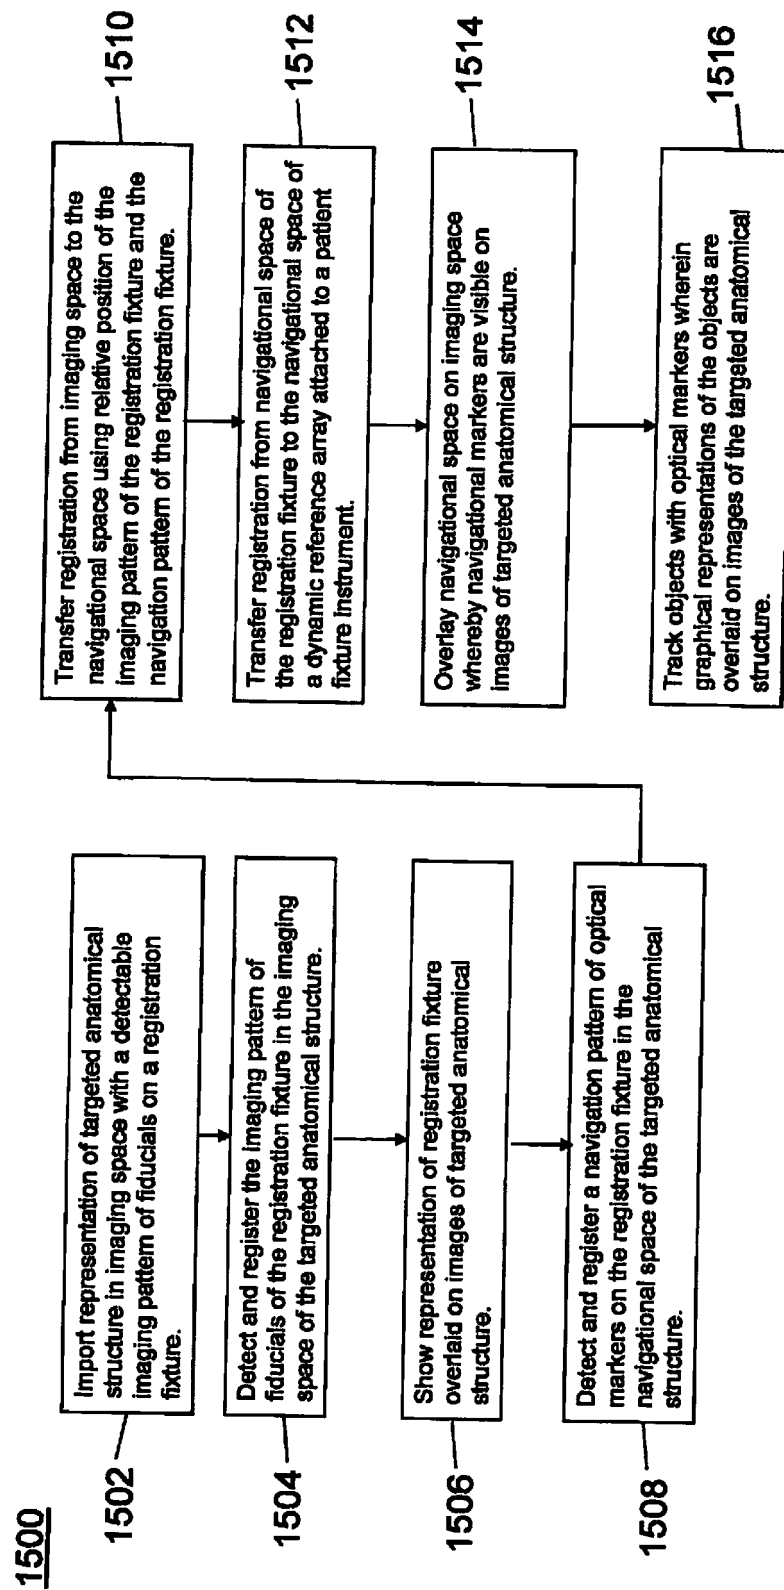 1500
1502
Import representation of targeted anatomical
structure in imaging space with a detectable
imaging pattern of fiducials on a registration
fixture.
1504
Detect and register the imaging pattern of
fiducials of the registration fixture in the imaging
space of the targeted anatomical structure.
1506
Show representation of registration fixture
overlaid on images of targeted anatomical
structure.
1508
Detect and register a navigation pattern of optical
markers on the registration fixture in the
navigational space of the targeted anatomical
structure.
1510
Transfer registration from imaging space to the
navigational space using relative position of the
imaging pattern of the registration fixture and the
navigation pattern of the registration fixture.
1512
Transfer registration from navigational space of
the registration fixture to the navigational space of
a dynamic reference array attached to a patient
fixture instrument.
1514
Overlay navigational space on imaging space
whereby navigational markers are visible on
images of targeted anatomical structure.
1516
Track objects with optical markers wherein
graphical representations of the objects are
overlaid on images of the targeted anatomical
structure.